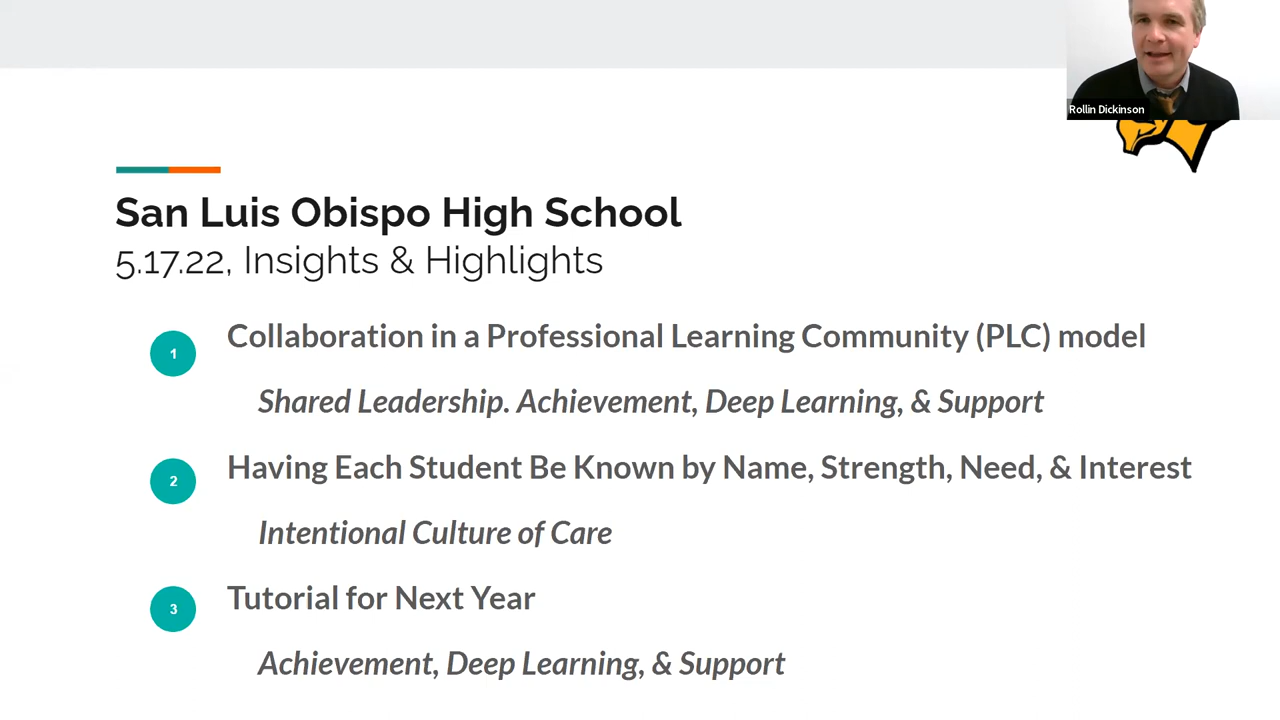 Rollin Dickinson
San Luis Obispo High School
5.17.22, Insights & Highlights
1
Collaboration in a Professional Learning Community (PLC) model
Shared Leadership. Achievement, Deep Learning, & Support
2
Having Each Student Be Known by Name, Strength, Need, & Interest
Intentional Culture of Care
3
Tutorial for Next Year
Achievement, Deep Learning, & Support